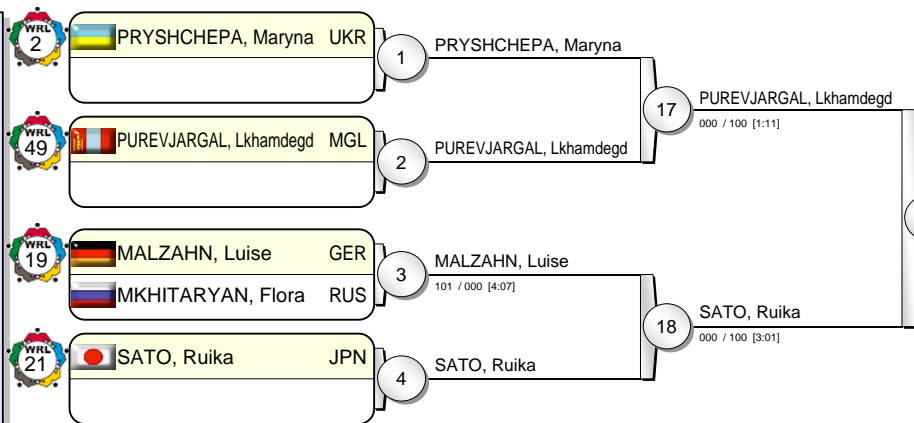 WRL
2
PRYSHCHEPA, Maryna UKR
1
PRYSHCHEPA, Maryna
17
PUREVJARGAL, Lkhamdegd
000 / 100 [1:11]
WRL
49
PUREVJARGAL, Lkhamdegd MGL
2
PUREVJARGAL, Lkhamdegd
WRL
19
MALZAHN, Luise GER
MKHITARYAN, Flora RUS
3
MALZAHN, Luise
101 / 000 [4:07]
18
SATO, Ruika
000 / 100 [3:01]
WRL
21
SATO, Ruika JPN
4
SATO, Ruika